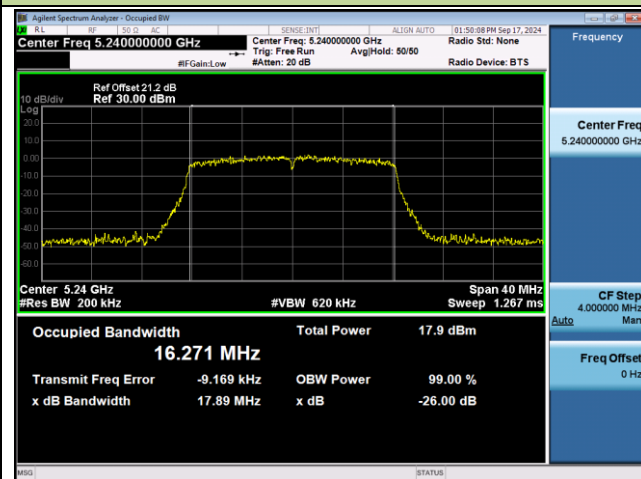 Agilent Spectrum Analyzer - Occupied BW
RL RF 50 Ω AC SENSE:INT ALIGN AUTO 01:50:08 PM Sep 17, 2024
Center Freq 5.240000000 GHz
Center Freq: 5.240000000 GHz
Radio Std: None
Trig: Free Run Avg|Hold: 50/50
#IFGain:Low
#Atten: 20 dB
Radio Device: BTS
Frequency
Ref Offset 21.2 dB
10 dB/div Ref 30.00 dBm
Log
20.0
10.0
0.00
-10.0
-20.0
-30.0
-40.0
-50.0
-60.0
Center Freq
5.240000000 GHz
Center 5.24 GHz Span 40 MHz
#Res BW 200 kHz #VBW 620 kHz Sweep 1.267 ms
CF Step
4.000000 MHz
Auto Man
Occupied Bandwidth Total Power 17.9 dBm
16.271 MHz
Transmit Freq Error -9.169 kHz OBW Power 99.00 %
x dB Bandwidth 17.89 MHz x dB -26.00 dB
Freq Offset
0 Hz
MSG STATUS